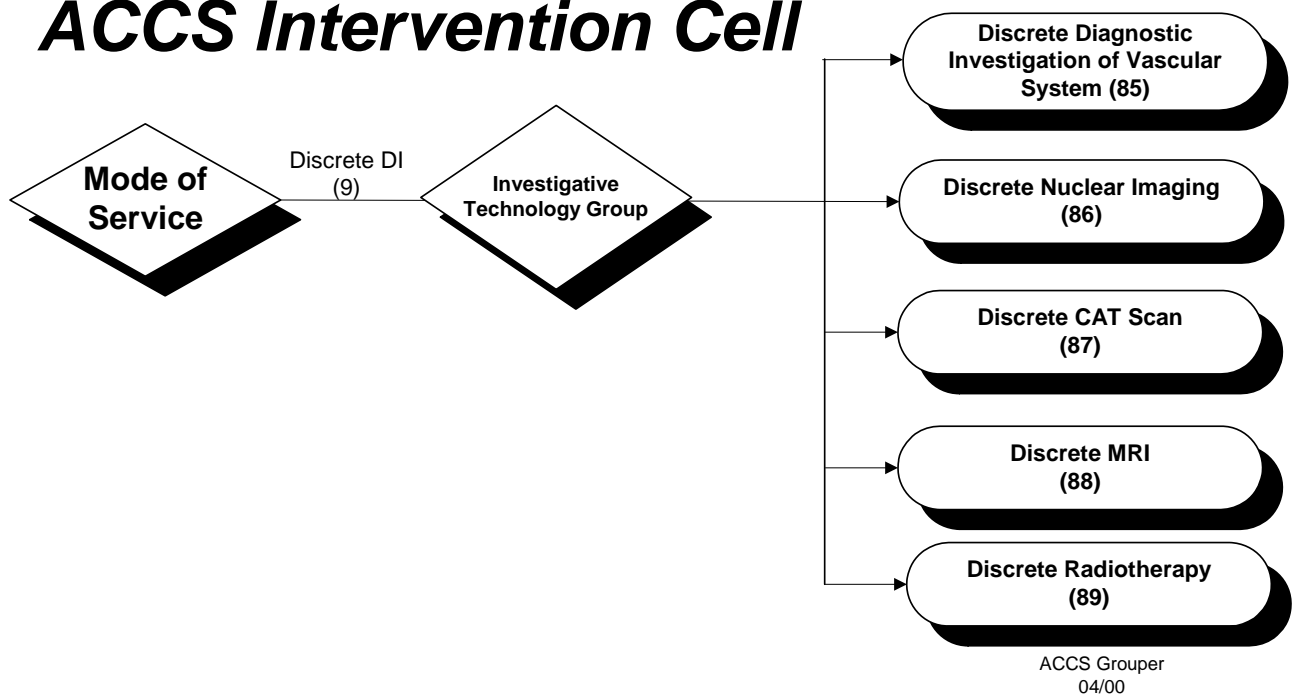 ACCS Intervention Cell
Mode of
Service
Discrete DI
(9)
Investigative
Technology Group
Discrete Diagnostic
Investigation of Vascular
System (85)
Discrete Nuclear Imaging
(86)
Discrete CAT Scan
(87)
Discrete MRI
(88)
Discrete Radiotherapy
(89)
ACCS Grouper
04/00